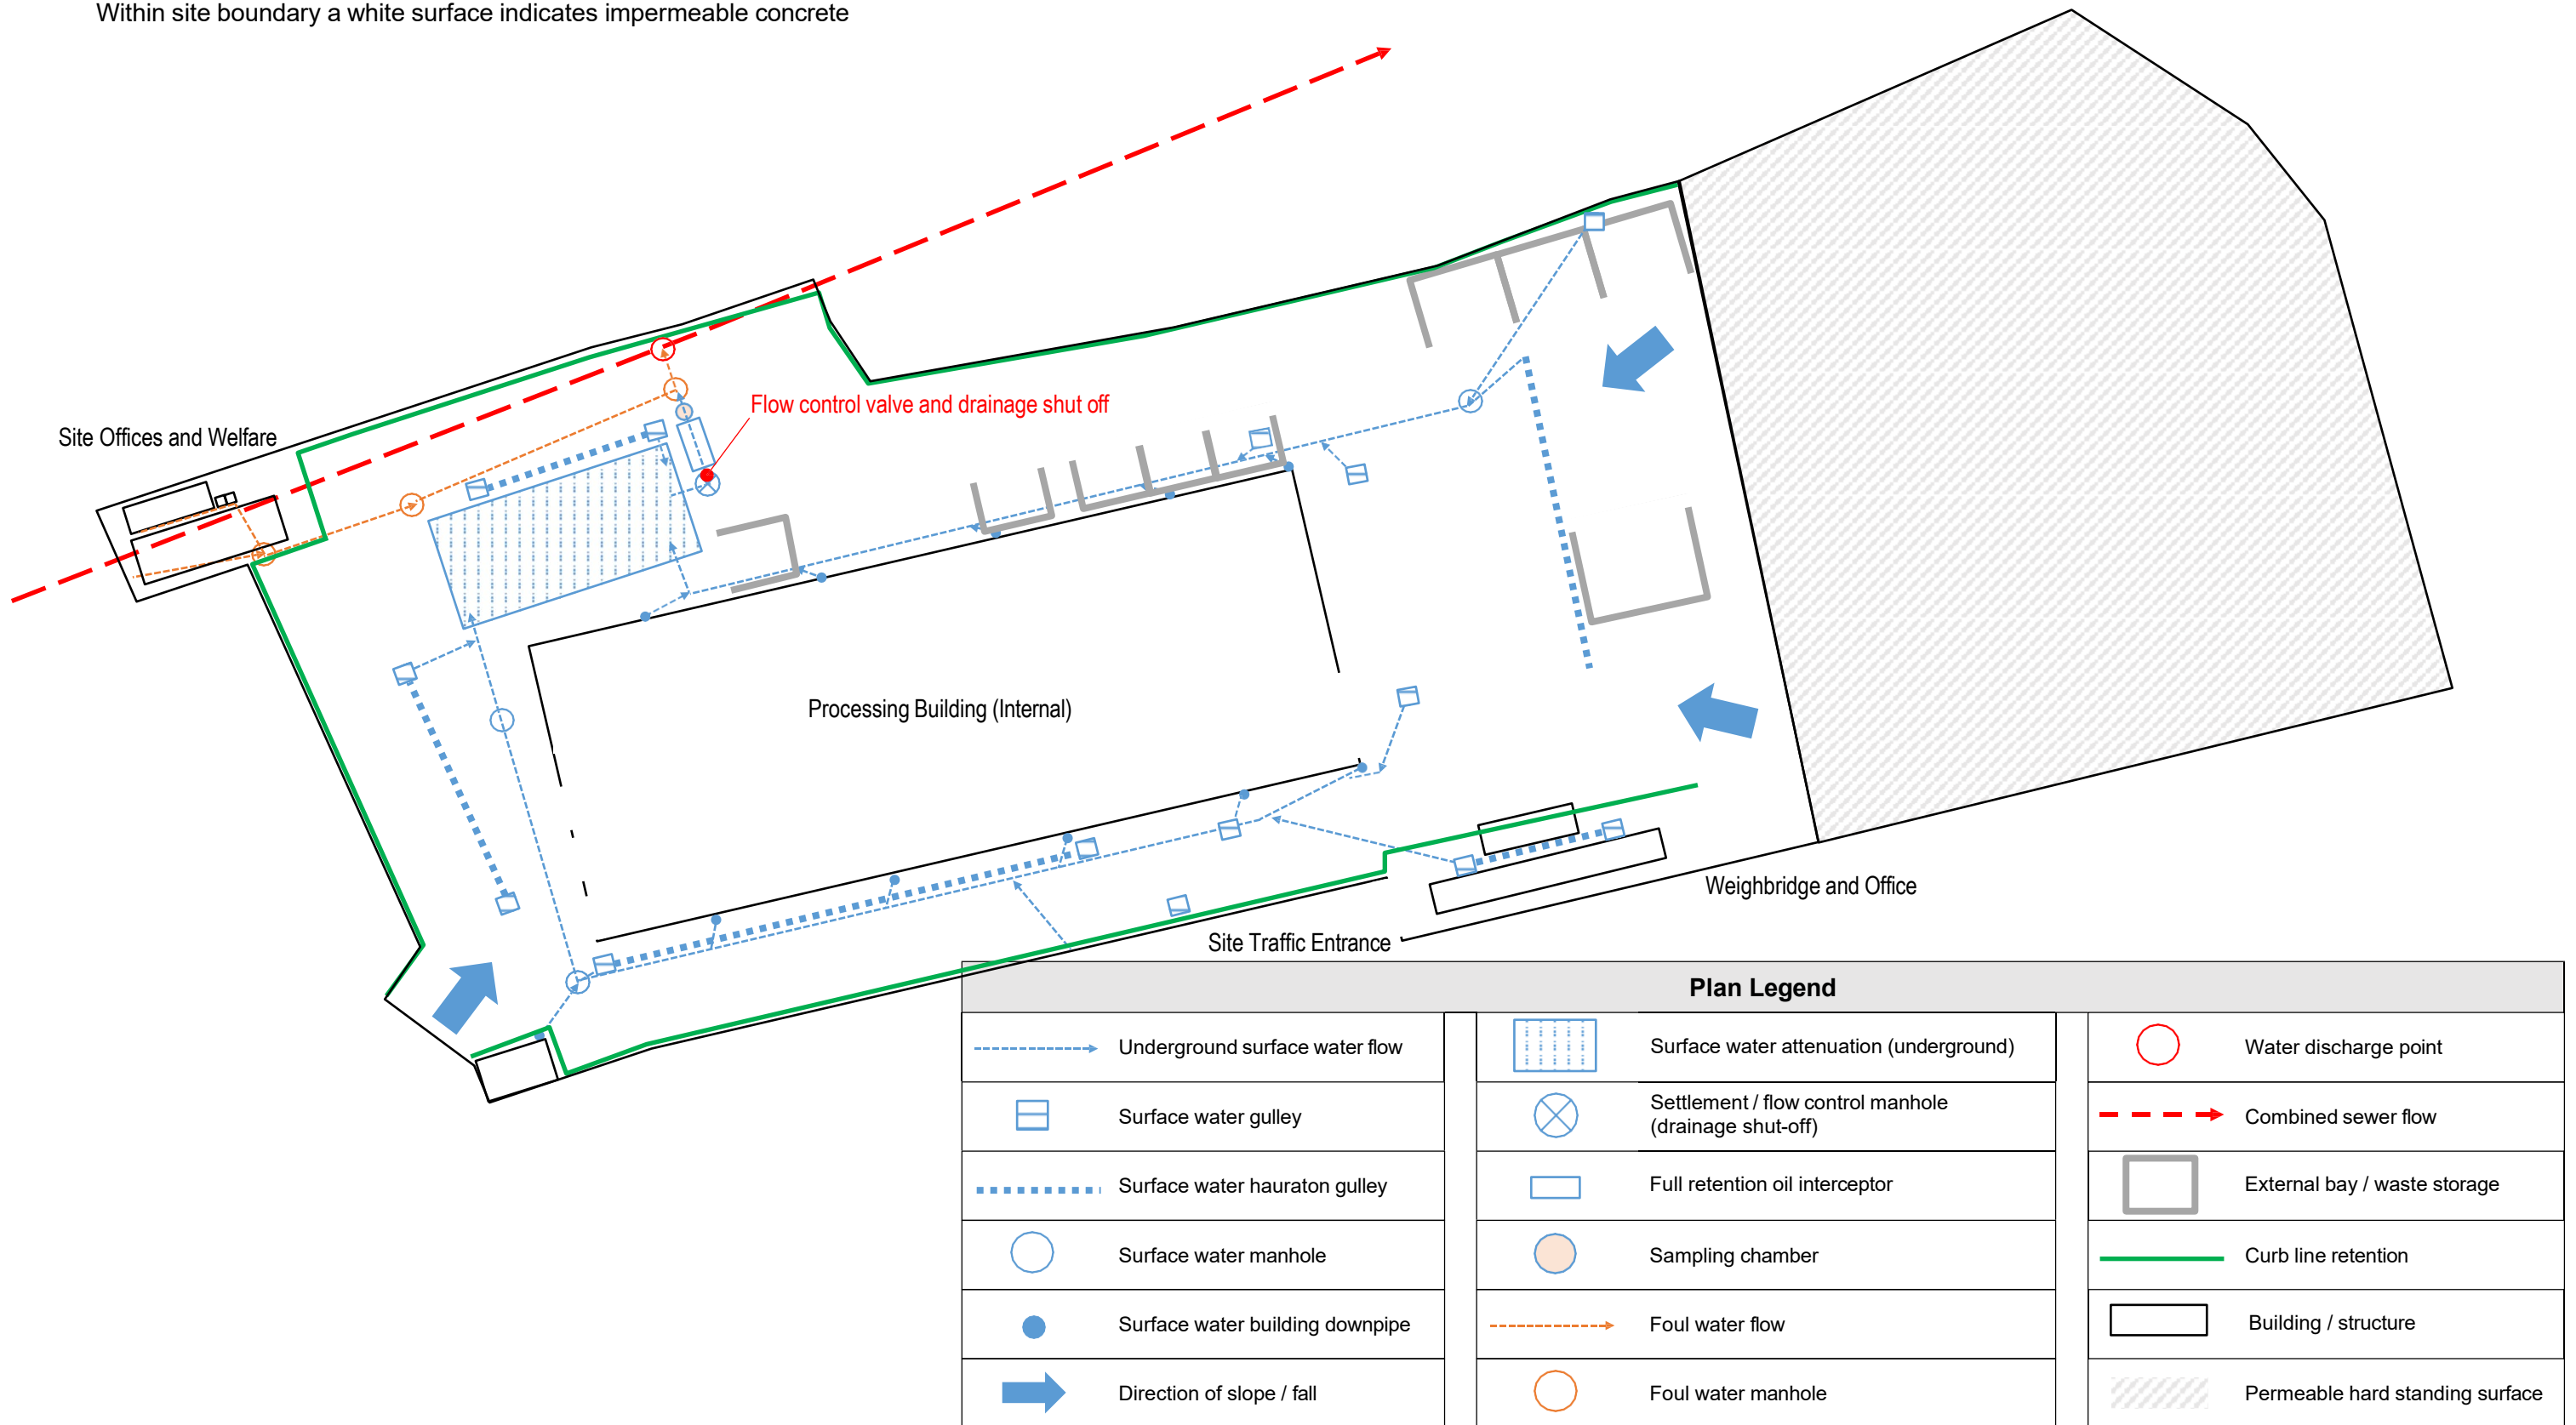 Within site boundary a white surface indicates impermeable concrete
Flow control valve and drainage shut off
Site Offices and Welfare
Processing Building (Internal)
Weighbridge and Office
Site Traffic Entrance
Plan Legend
Underground surface water flow
Surface water attenuation (underground)
Water discharge point
Surface water gulley
Settlement / flow control manhole
(drainage shut-off)
Combined sewer flow
Surface water hauraton gulley
Full retention oil interceptor
External bay / waste storage
Surface water manhole
Sampling chamber
Curb line retention
Surface water building downpipe
Foul water flow
Building / structure
Direction of slope / fall
Foul water manhole
Permeable hard standing surface